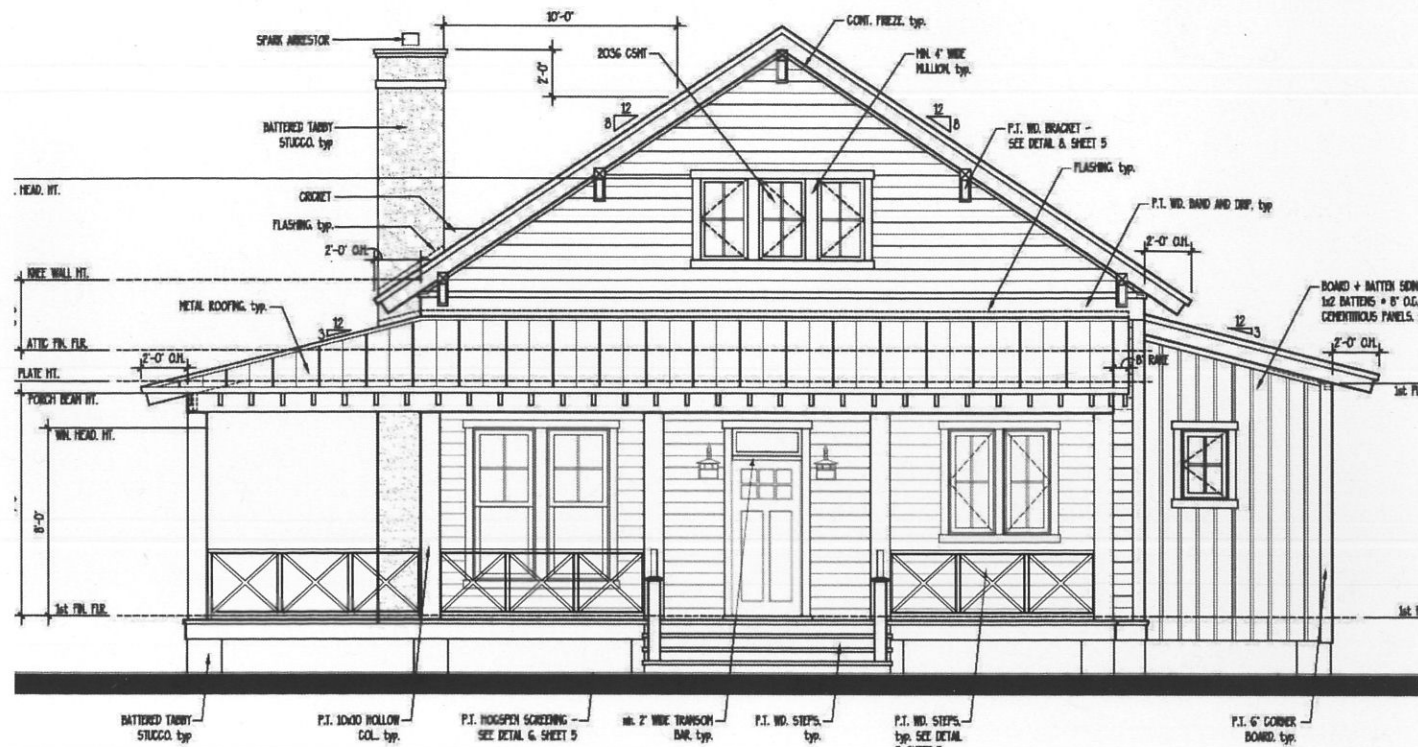 10'-0"
CONT. FRIEZE, typ.
SPARK ARRESTOR
2036 CSMT
MIN. 4" WIDE
MULLION, typ.
2'-0"
12
8
12
8
BATTERED TABBY
STUCCO, typ
P.T. WD. BRACKET -
SEE DETAIL 8, SHEET 5
FLASHING, typ.
. HEAD. HT.
CRICKET
P.T. WD. BAND AND DRIP, typ
FLASHING, typ.
2'-0" O.H.
2'-0" O.H.
KNEE WALL HT.
BOARD + BATTEN
1x2 BATTENS
CEMENTITIOUS PANELS.
METAL ROOFING, typ.
12
3
12
3
ATTIC FIN. FLR.
2'-0" O.H.
8" RAKE
2'-0" O.H.
PLATE HT.
PORCH BEAM HT.
1st
WIN. HEAD. HT.
8'-0"
1st FIN. FLR.
1st
BATTERED TABBY
STUCCO, typ
P.T. 10x10 HOLLOW
COL., typ.
P.T. HOGSPEN SCREENING -
SEE DETAIL 6, SHEET 5
2" WIDE TRANSOM
BAR, typ.
P.T. WD. STEPS,
typ.
P.T. WD. STEPS,
typ. SEE DETAIL
P.T. 6" CORNER
BOARD, typ.